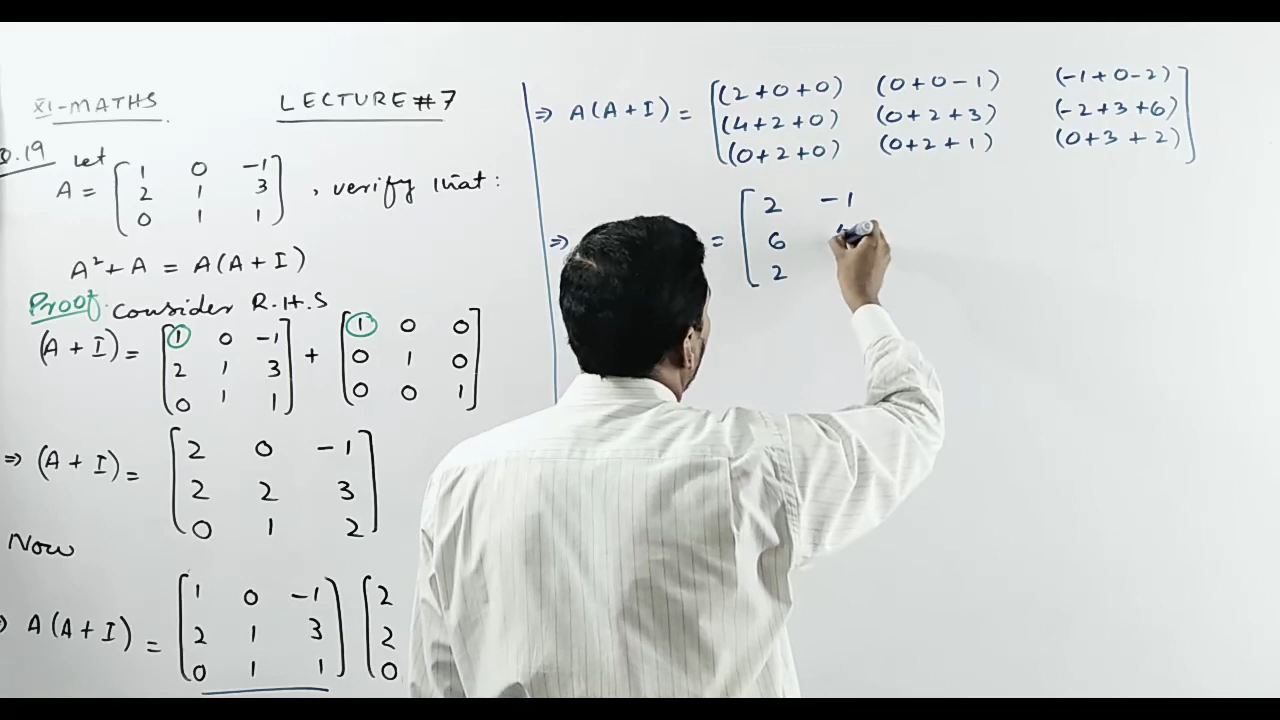 XI-MATHS
LECTURE#7
Q.19 Let
A = [1 0 -1; 2 1 3; 0 1 1] , verify that:
A² + A = A(A + I)
Proof. Consider R.H.S
(A + I) = [1 0 -1; 2 1 3; 0 1 1] + [1 0 0; 0 1 0; 0 0 1]
⇒ (A + I) = [2 0 -1; 2 2 3; 0 1 2]
Now
⇒ A(A + I) = [1 0 -1; 2 1 3; 0 1 1] [2; 2; 0
⇒ A(A + I) = [(2+0+0) (0+0-1) (-1+0-2); (4+2+0) (0+2+3) (-2+3+6); (0+2+0) (0+2+1) (0+3+2)]
⇒ = [2 -1; 6; 2